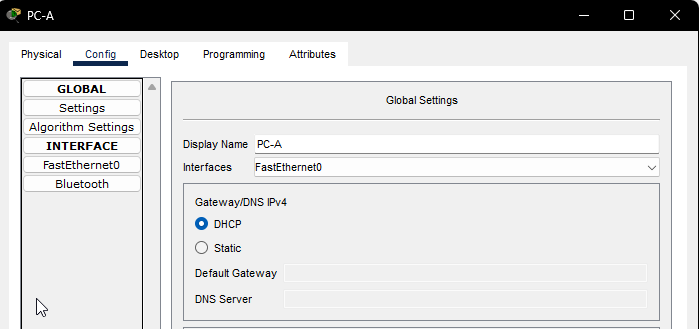 PC-A
Physical Config Desktop Programming Attributes
GLOBAL
Settings
Algorithm Settings
INTERFACE
FastEthernet0
Bluetooth
Global Settings
Display Name PC-A
Interfaces FastEthernet0
Gateway/DNS IPv4
DHCP
Static
Default Gateway
DNS Server